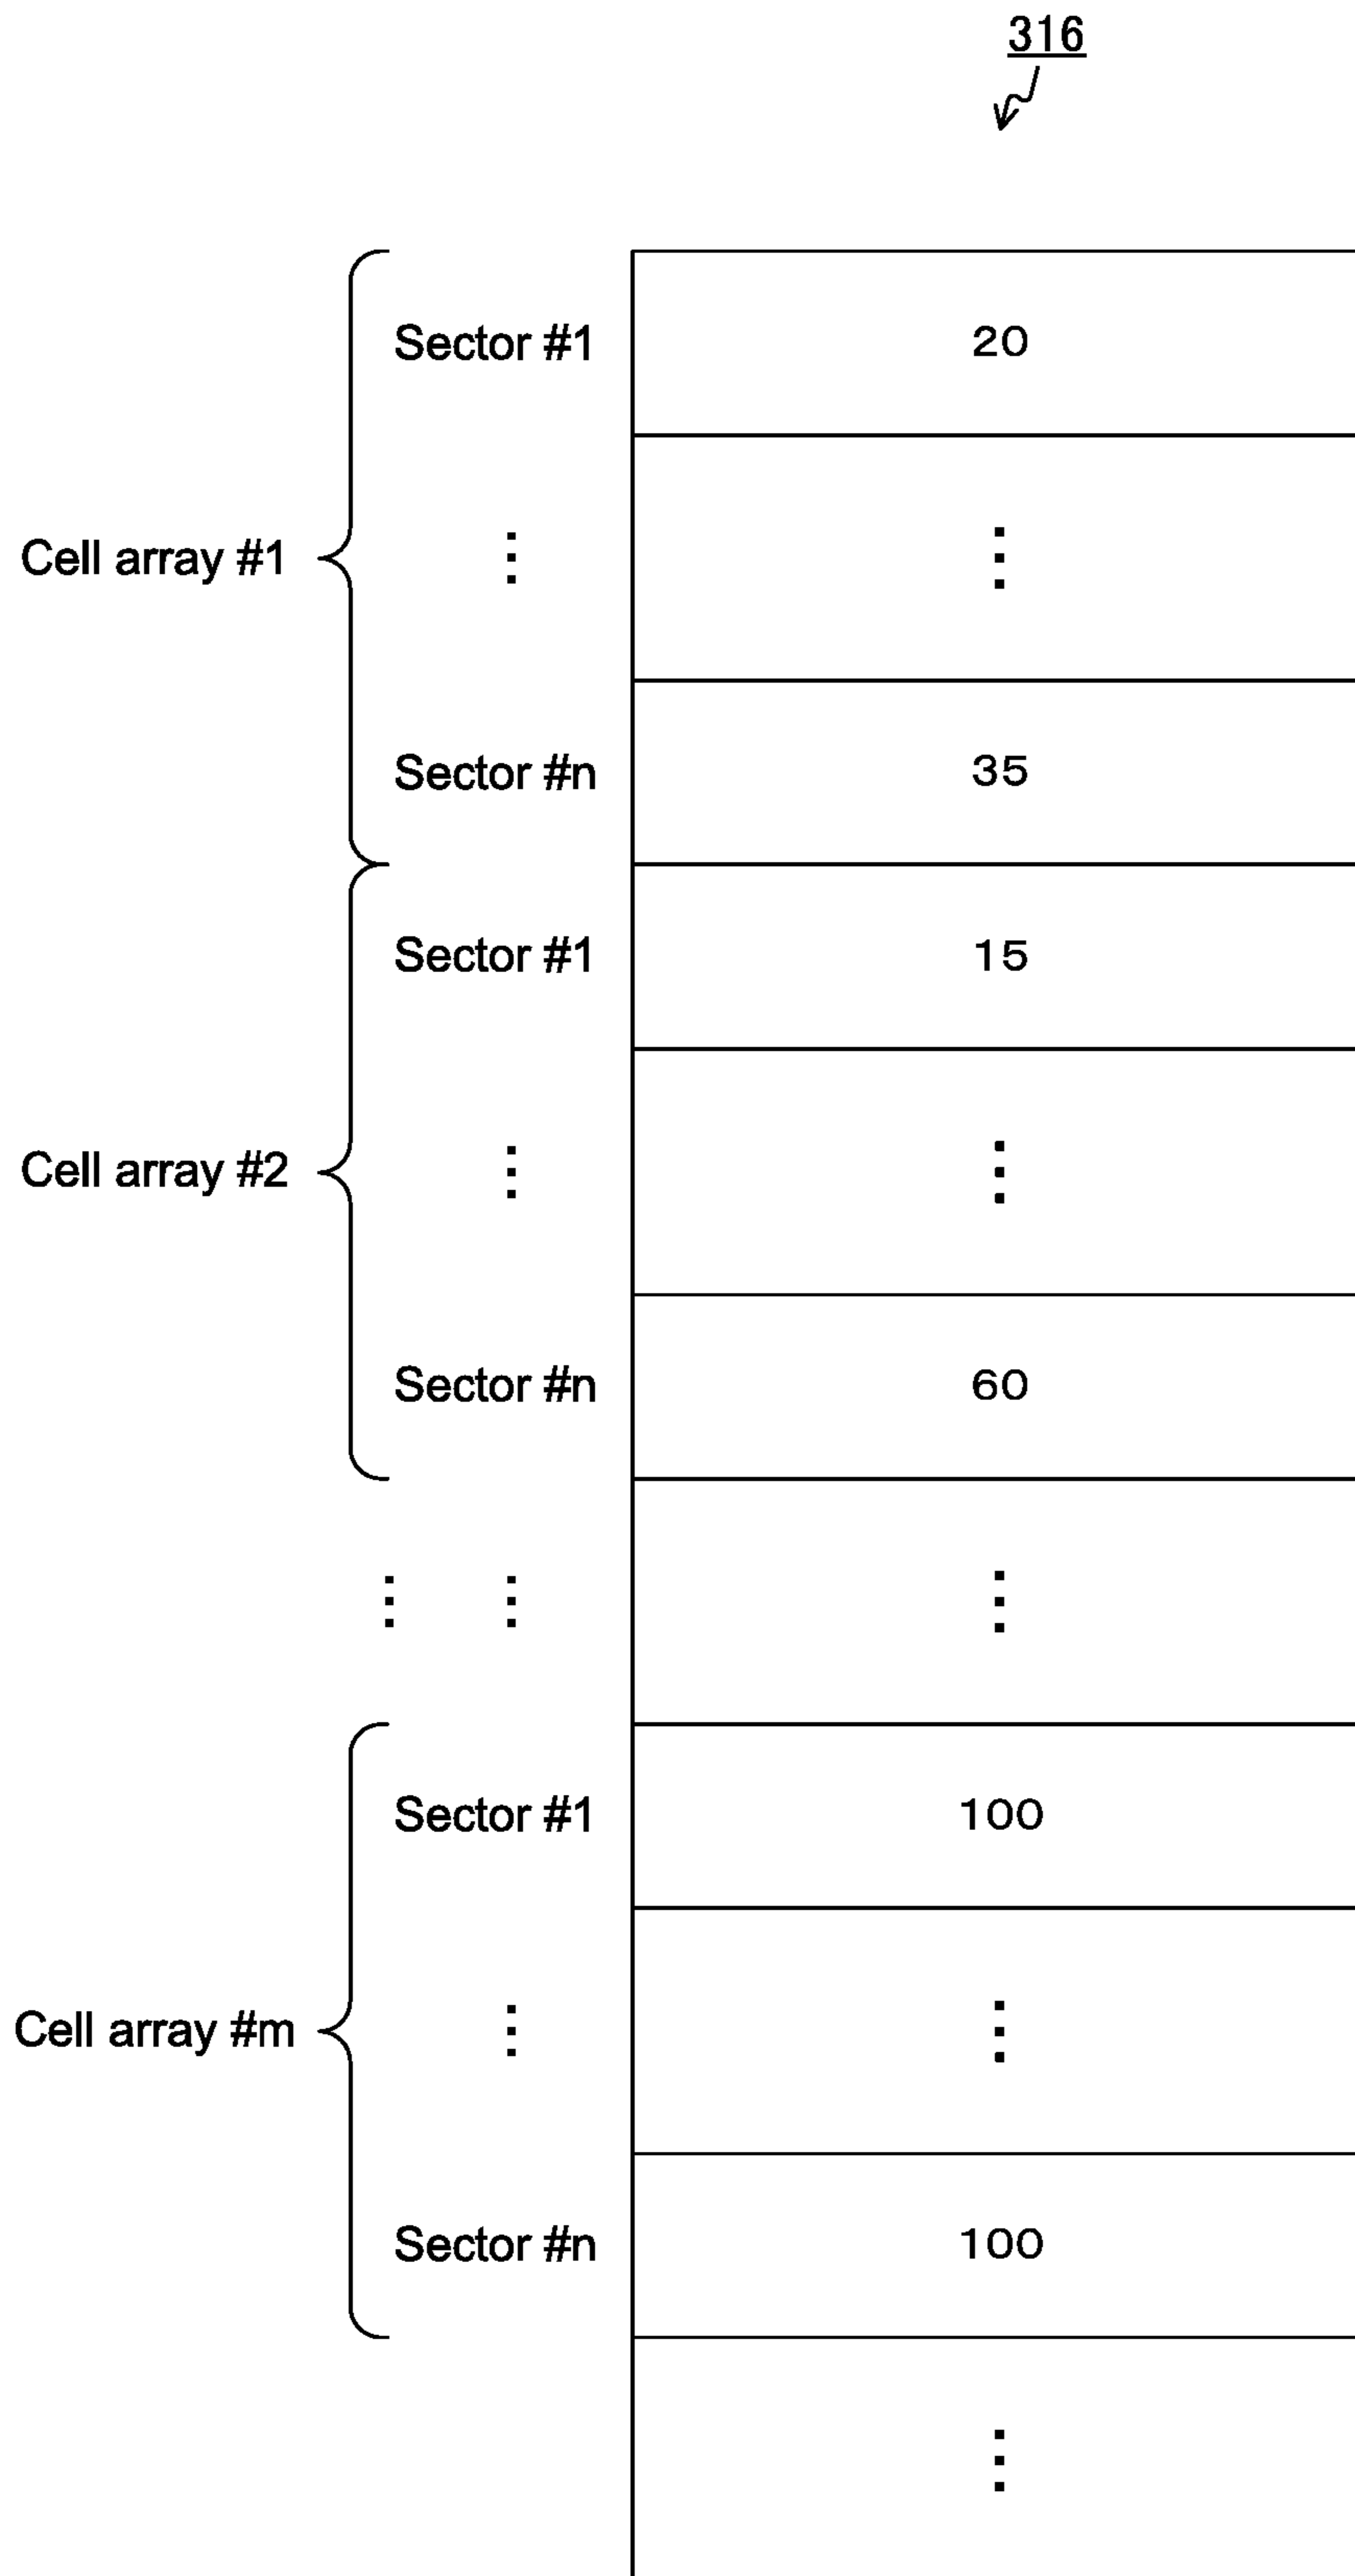 316
Sector #1 20
Cell array #1 ⋮ ⋮
Sector #n 35
Sector #1 15
Cell array #2 ⋮ ⋮
Sector #n 60
⋮ ⋮ ⋮
Sector #1 100
Cell array #m ⋮ ⋮
Sector #n 100
⋮